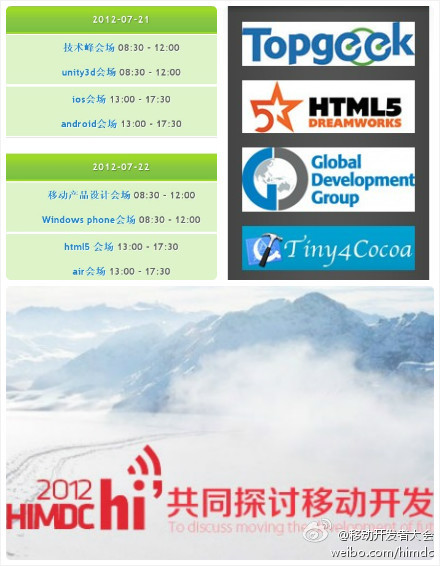 2012-07-21
技术峰会场 08:30 - 12:00
unity3d会场 08:30 - 12:00
ios会场 13:00 - 17:30
android会场 13:00 - 17:30
2012-07-22
移动产品设计会场 08:30 - 12:00
Windows phone会场 08:30 - 12:00
html5 会场 13:00 - 17:30
air会场 13:00 - 17:30
Topgeek
5 HTML5
DREAMWORKS
Global
Development
Group
Tiny4Cocoa
2012
HIMDC hi' 共同探讨移动开发
To discuss moving the development of fut
@移动开发者大会
weibo.com/himdc